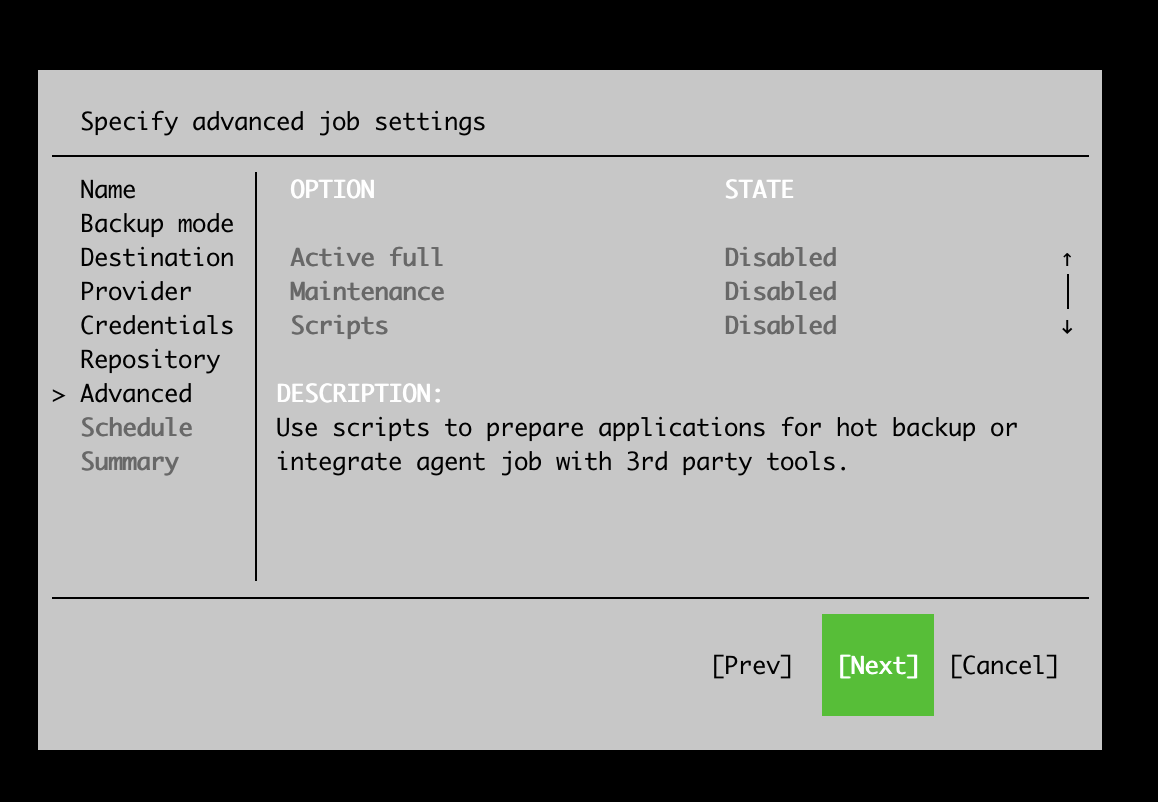 Specify advanced job settings
Name
Backup mode
Destination
Provider
Credentials
Repository
> Advanced
Schedule
Summary
OPTION STATE
Active full Disabled ↑
Maintenance Disabled
Scripts Disabled ↓
DESCRIPTION:
Use scripts to prepare applications for hot backup or
integrate agent job with 3rd party tools.
[Prev] [Next] [Cancel]